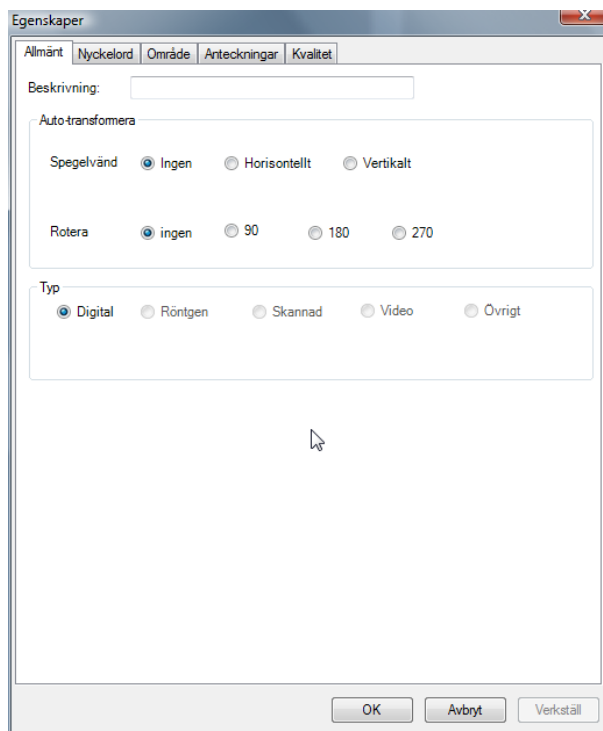 Egenskaper
Allmänt Nyckelord Område Anteckningar Kvalitet
Beskrivning:
Auto-transformera
Spegelvänd Ingen Horisontellt Vertikalt
Rotera ingen 90 180 270
Typ
Digital Röntgen Skannad Video Övrigt
OK Avbryt Verkställ